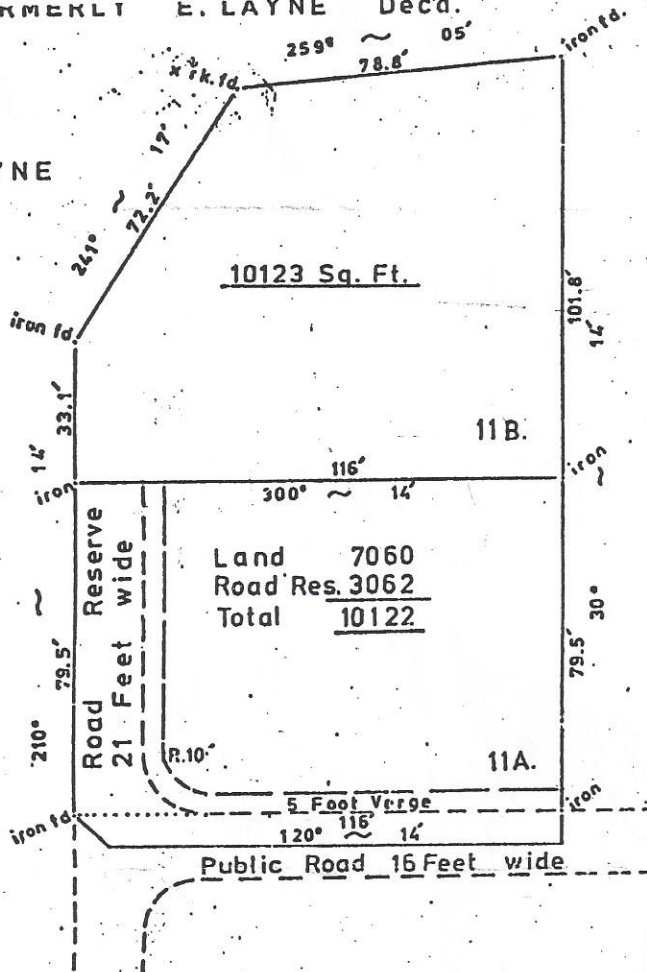 RMERLY E. LAYNE Decd.
259° ~ 05′
78.8′
iron fd.
x rk. fd.
YNE
241° ~ 17′
72.2′
10123 Sq. Ft.
iron fd.
101.8′
14′
33.1′
14′
11B.
116′
300° ~ 14′
iron
iron
~
Road Reserve
21 Feet wide
Land 7060
Road Res. 3062
Total 10122
30°
79.5′
79.5′
~
210°
R.10′
11A.
5 Foot Verge
iron
iron fd.
116′
120° ~ 14′
Public Road 16 Feet wide